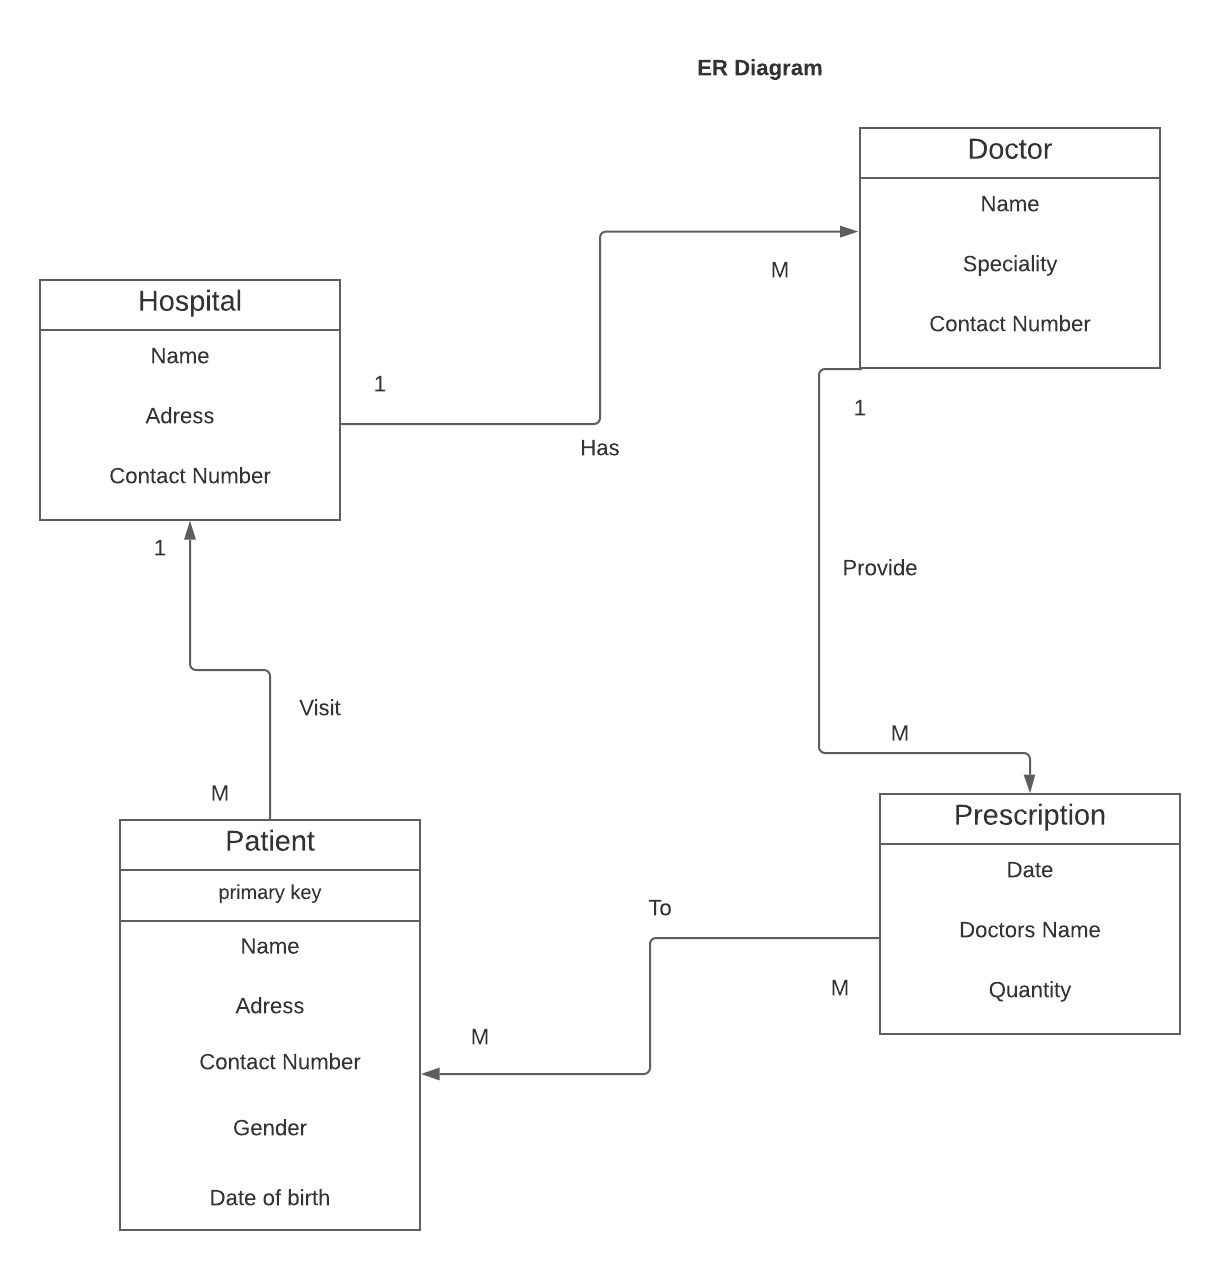 ER Diagram
Doctor
Name
Speciality
Contact Number
M
Hospital
Name
Adress
Contact Number
1
Has
1
1
Provide
Visit
M
M
Patient
primary key
Name
Adress
Contact Number
Gender
Date of birth
Prescription
Date
Doctors Name
Quantity
To
M
M